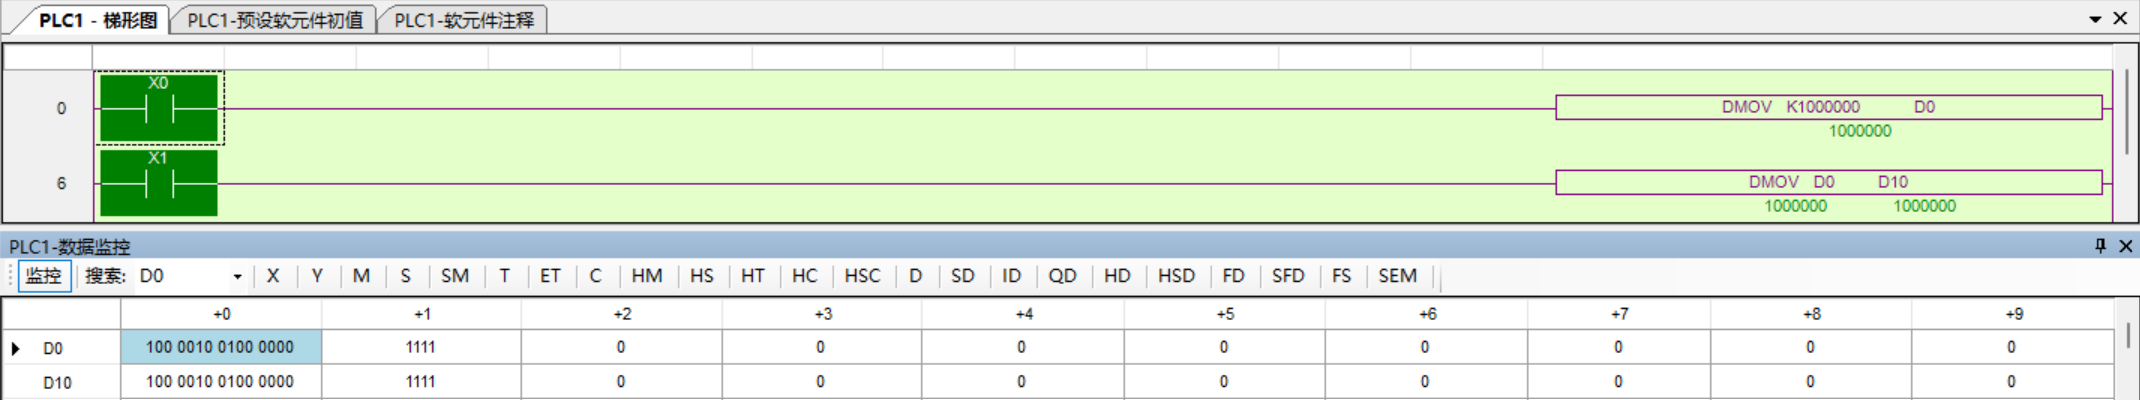 PLC1 - 梯形图 PLC1-预设软元件初值 PLC1-软元件注释
X0
0 DMOV K1000000 D0
1000000
X1
6 DMOV D0 D10
1000000 1000000
PLC1-数据监控
监控 搜索: D0 X Y M S SM T ET C HM HS HT HC HSC D SD ID QD HD HSD FD SFD FS SEM
+0 +1 +2 +3 +4 +5 +6 +7 +8 +9
D0 100 0010 0100 0000 1111 0 0 0 0 0 0 0 0
D10 100 0010 0100 0000 1111 0 0 0 0 0 0 0 0